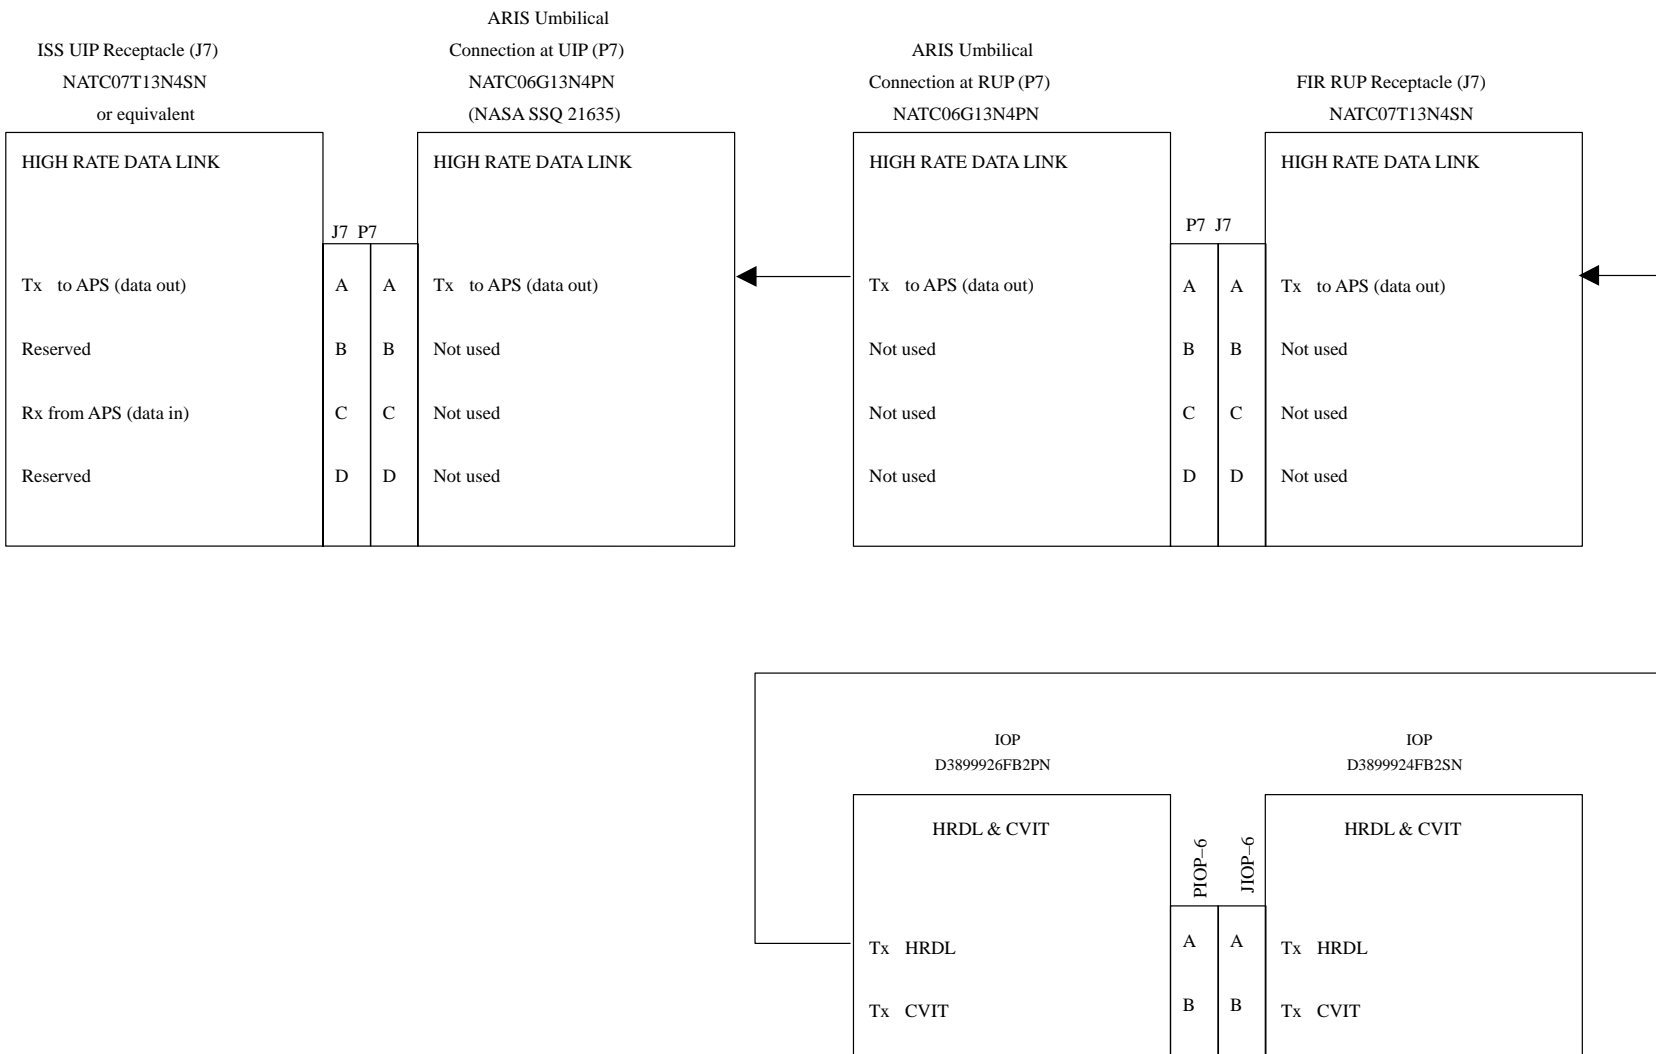 ARIS Umbilical
ISS UIP Receptacle (J7)
Connection at UIP (P7)
ARIS Umbilical
NATC07T13N4SN
NATC06G13N4PN
Connection at RUP (P7)
FIR RUP Receptacle (J7)
or equivalent
(NASA SSQ 21635)
NATC06G13N4PN
NATC07T13N4SN
HIGH RATE DATA LINK
HIGH RATE DATA LINK
HIGH RATE DATA LINK
HIGH RATE DATA LINK
J7 P7
P7 J7
Tx to APS (data out) A A Tx to APS (data out)
Tx to APS (data out) A A Tx to APS (data out)
Reserved B B Not used
Not used B B Not used
Rx from APS (data in) C C Not used
Not used C C Not used
Reserved D D Not used
Not used D D Not used
IOP
D3899926FB2PN
IOP
D3899924FB2SN
HRDL & CVIT
HRDL & CVIT
PIOP–6
JIOP–6
Tx HRDL A A Tx HRDL
Tx CVIT B B Tx CVIT